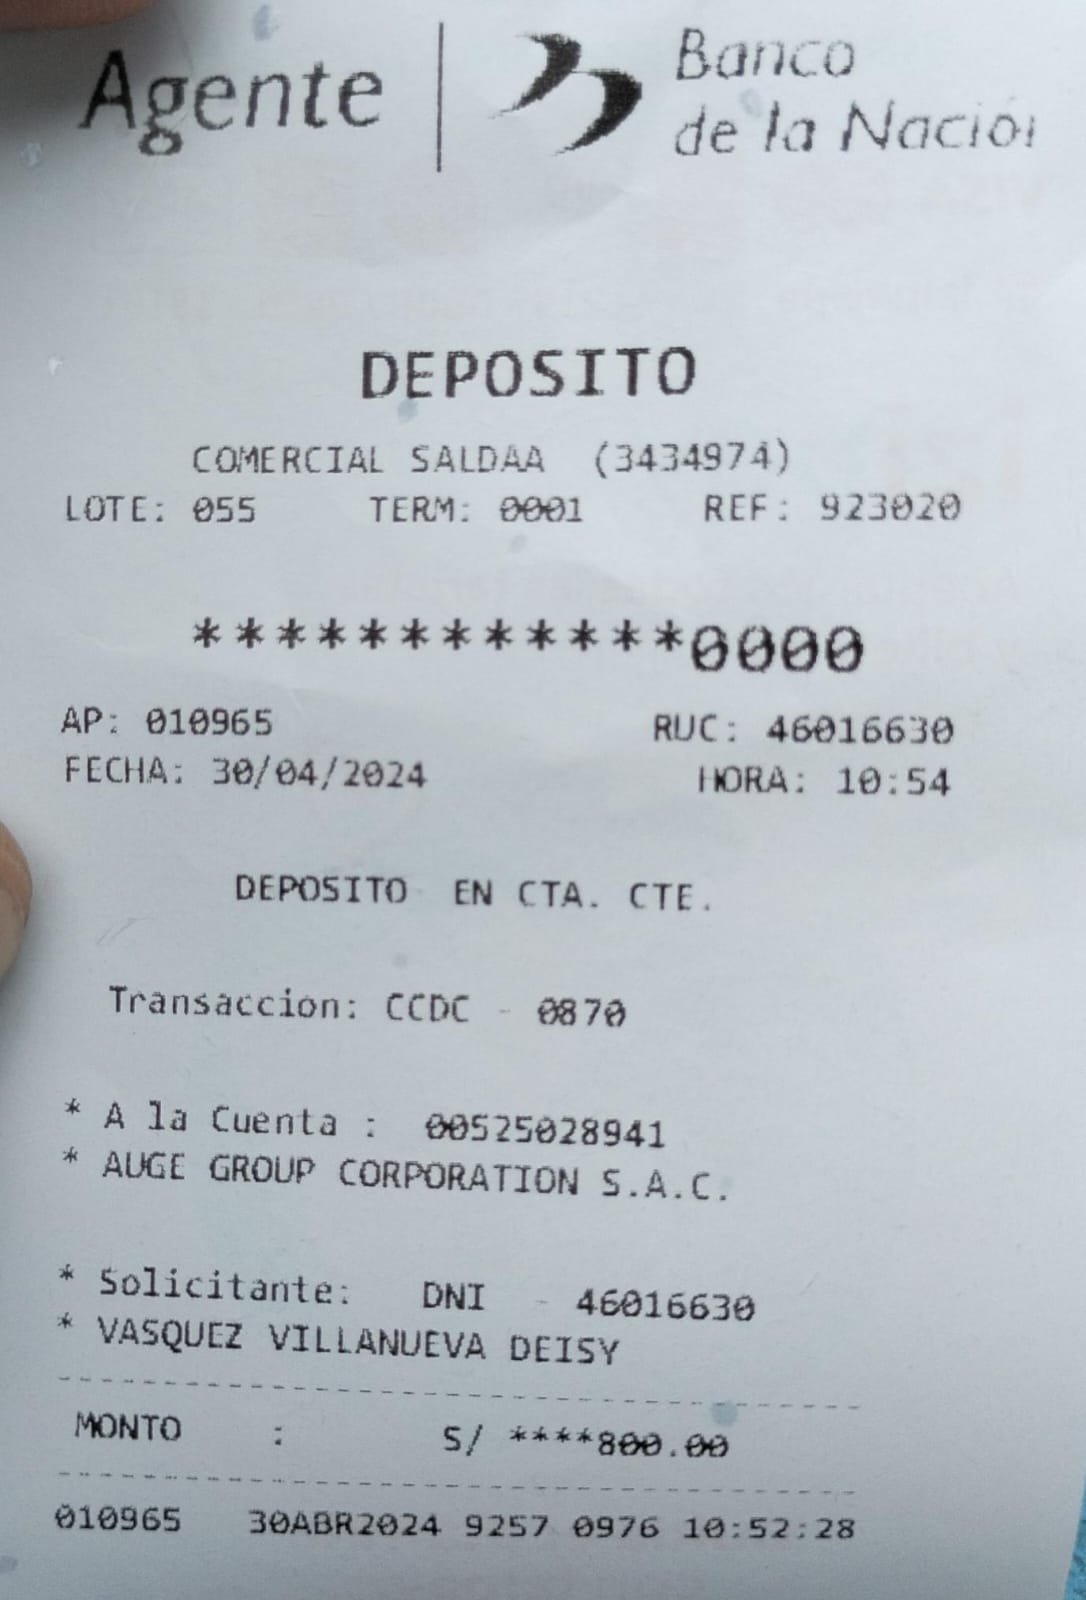 Agente Banco
de la Nación
DEPOSITO
COMERCIAL SALDAA (3434974)
LOTE: 055 TERM: 0001 REF: 923020
************0000
AP: 010965 RUC: 46016630
FECHA: 30/04/2024 HORA: 10:54
DEPOSITO EN CTA. CTE.
Transaccion: CCDC - 0870
* A la Cuenta : 00525028941
* AUGE GROUP CORPORATION S.A.C.
* Solicitante: DNI - 46016630
* VASQUEZ VILLANUEVA DEISY
MONTO : S/ ****800.00
010965 30ABR2024 9257 0976 10:52:28